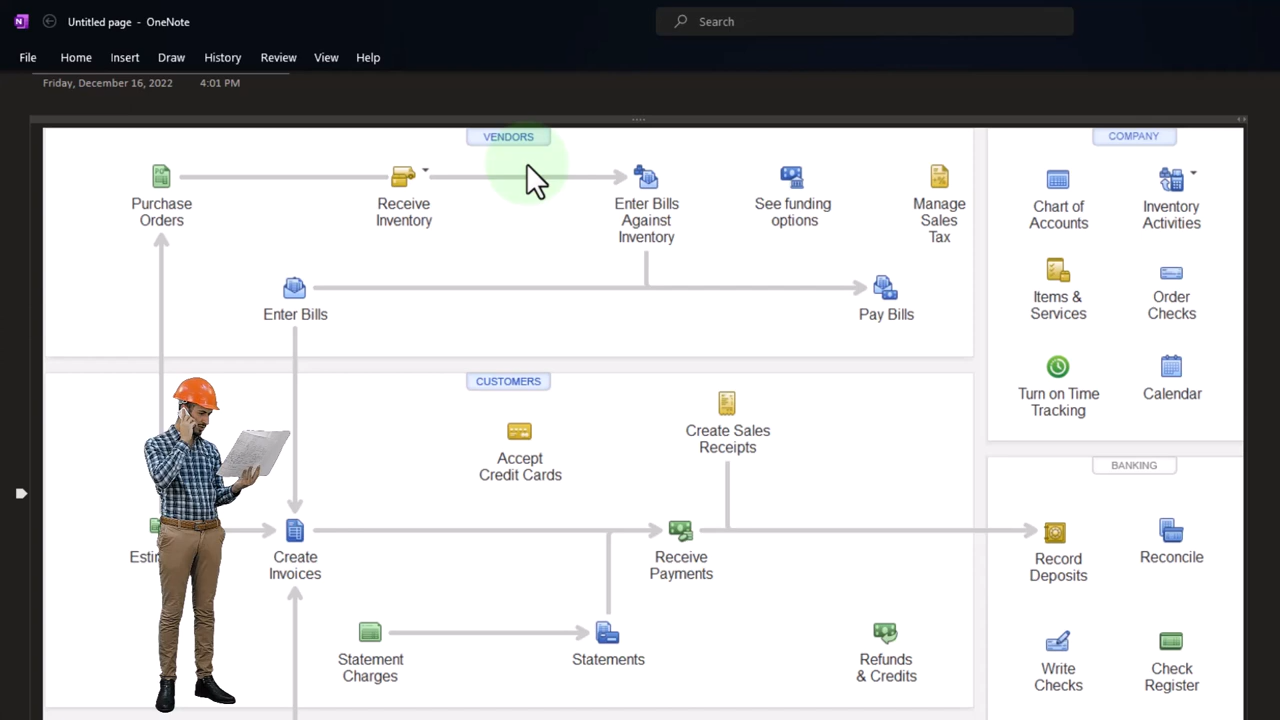 Untitled page - OneNote
Search
File Home Insert Draw History Review View Help
Friday, December 16, 2022 4:01 PM
VENDORS
Purchase
Orders
Receive
Inventory
Enter Bills
Against
Inventory
See funding
options
Manage
Sales
Tax
Enter Bills
Pay Bills
CUSTOMERS
Accept
Credit Cards
Create Sales
Receipts
Create
Invoices
Receive
Payments
Statement
Charges
Statements
Refunds
& Credits
COMPANY
Chart of
Accounts
Inventory
Activities
Items &
Services
Order
Checks
Turn on Time
Tracking
Calendar
BANKING
Record
Deposits
Reconcile
Write
Checks
Check
Register